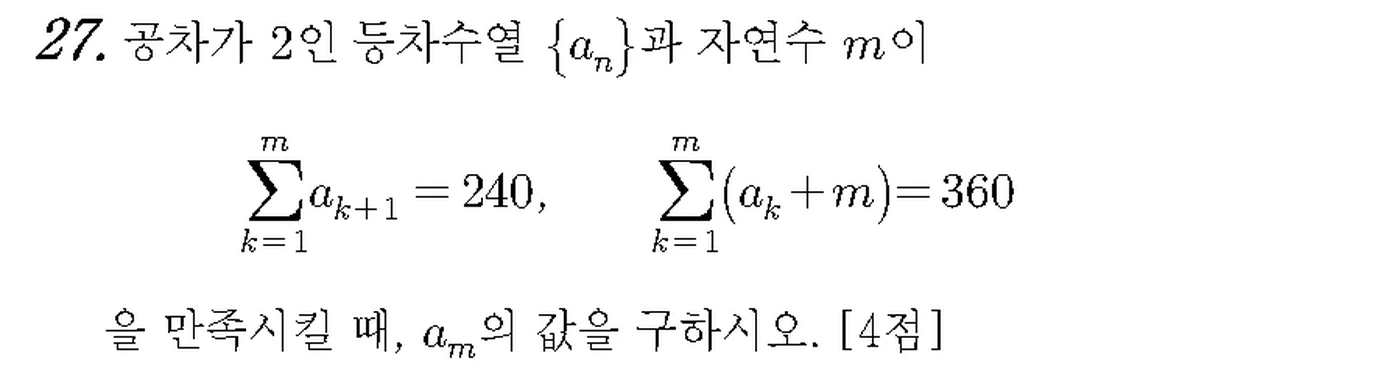 27. 공차가 2인 등차수열 {aₙ}과 자연수 m이
∑_{k=1}^{m} a_{k+1} = 240, ∑_{k=1}^{m} (a_k + m) = 360
을 만족시킬 때, a_m의 값을 구하시오. [4점]